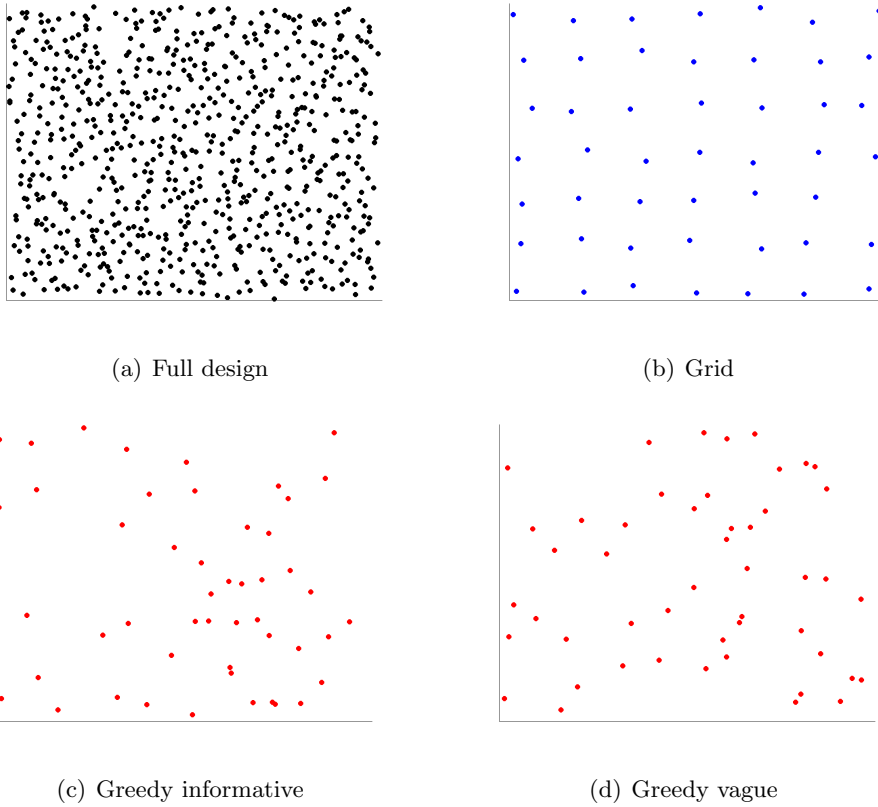 (a) Full design
(b) Grid
(c) Greedy informative
(d) Greedy vague